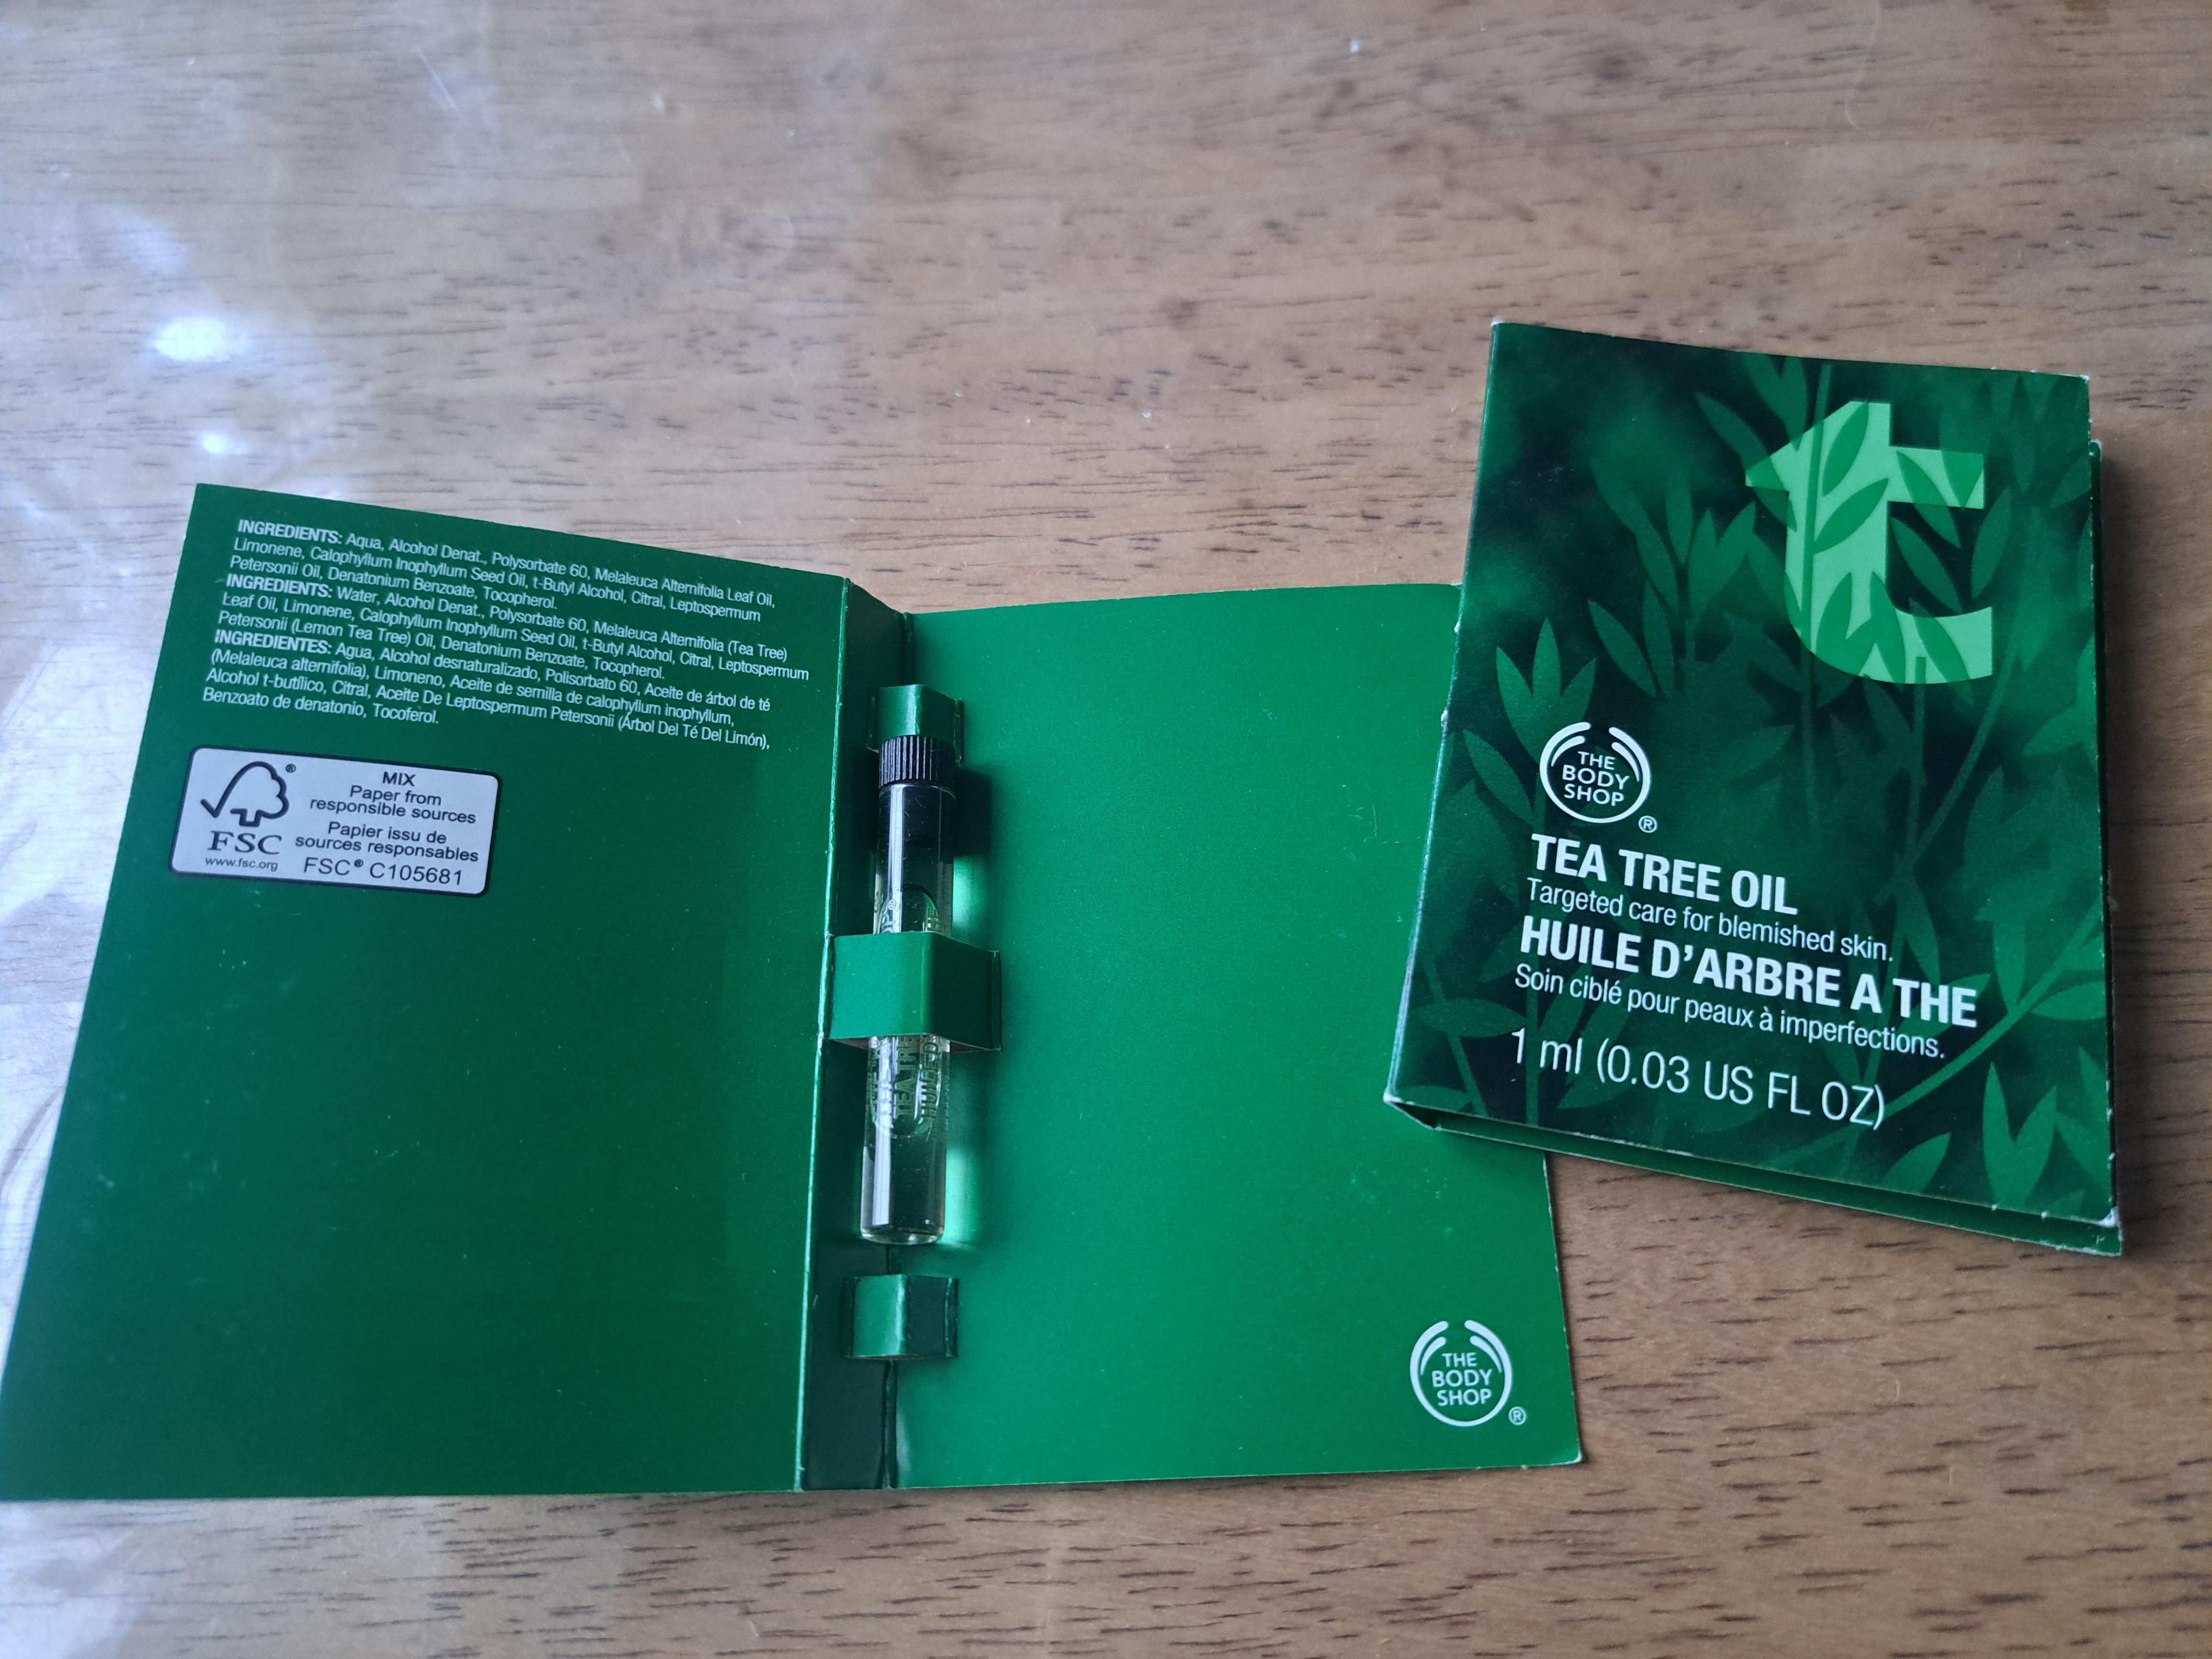 INGREDIENTS: Aqua, Alcohol Denat., Polysorbate 60, Melaleuca Alternifolia Leaf Oil,
Limonene, Calophyllum Inophyllum Seed Oil, t-Butyl Alcohol, Citral, Leptospermum
Petersonii Oil, Denatonium Benzoate, Tocopherol.
INGREDIENTS: Water, Alcohol Denat., Polysorbate 60, Melaleuca Alternifolia (Tea Tree)
Leaf Oil, Limonene, Calophyllum Inophyllum Seed Oil, t-Butyl Alcohol, Citral, Leptospermum
Petersonii (Lemon Tea Tree) Oil, Denatonium Benzoate, Tocopherol.
INGREDIENTES: Agua, Alcohol desnaturalizado, Polisorbato 60, Aceite de árbol de té
(Melaleuca alternifolia), Limoneno, Aceite de semilla de calophyllum inophyllum,
Alcohol t-butílico, Citral, Aceite De Leptospermum Petersonii (Árbol Del Té Del Limón),
Benzoato de denatonio, Tocoferol.
®
FSC
www.fsc.org
MIX
Paper from
responsible sources
Papier issu de
sources responsables
FSC® C105681
TEA TRE
HUILE D
THE
BODY
SHOP
®
t
THE
BODY
SHOP
®
TEA TREE OIL
Targeted care for blemished skin.
HUILE D'ARBRE A THE
Soin ciblé pour peaux à imperfections.
1 ml (0.03 US FL OZ)